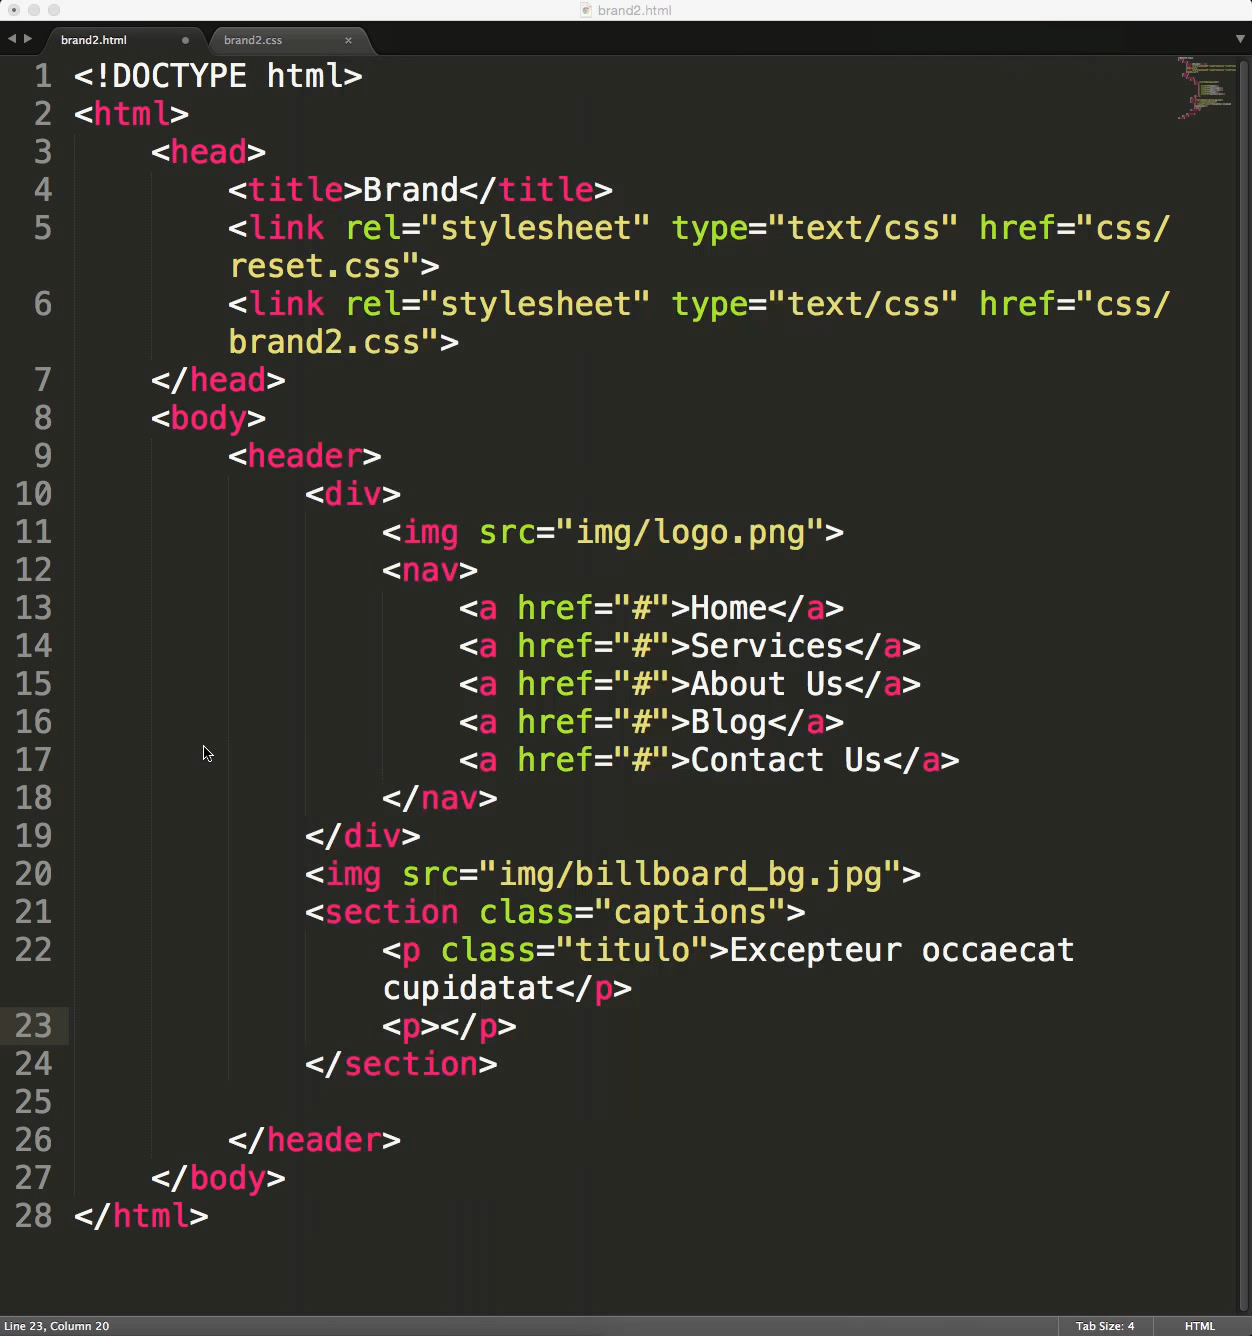 brand2.html
brand2.html
brand2.css
1 <!DOCTYPE html>
2 <html>
3 <head>
4 <title>Brand</title>
5 <link rel="stylesheet" type="text/css" href="css/
reset.css">
6 <link rel="stylesheet" type="text/css" href="css/
brand2.css">
7 </head>
8 <body>
9 <header>
10 <div>
11 <img src="img/logo.png">
12 <nav>
13 <a href="#">Home</a>
14 <a href="#">Services</a>
15 <a href="#">About Us</a>
16 <a href="#">Blog</a>
17 <a href="#">Contact Us</a>
18 </nav>
19 </div>
20 <img src="img/billboard_bg.jpg">
21 <section class="captions">
22 <p class="titulo">Excepteur occaecat
cupidatat</p>
23 <p></p>
24 </section>
25
26 </header>
27 </body>
28 </html>
Line 23, Column 20
Tab Size: 4
HTML